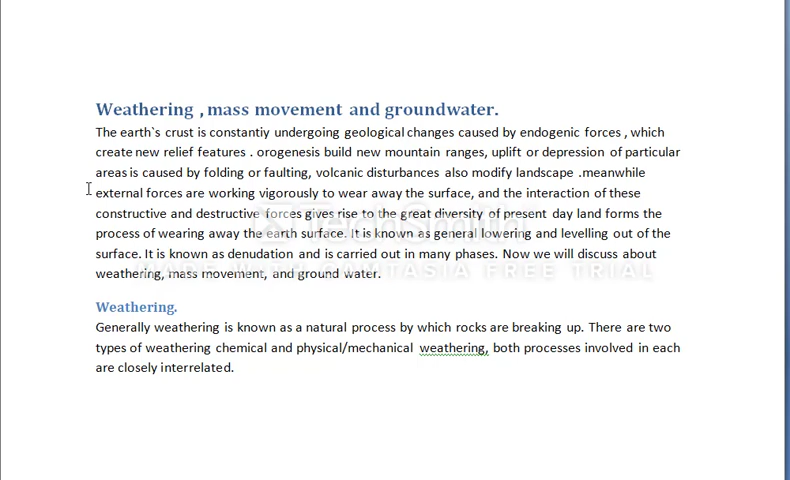 Weathering , mass movement and groundwater.
The earth`s crust is constantiy undergoing geological changes caused by endogenic forces , which
create new relief features . orogenesis build new mountain ranges, uplift or depression of particular
areas is caused by folding or faulting, volcanic disturbances also modify landscape .meanwhile
external forces are working vigorously to wear away the surface, and the interaction of these
constructive and destructive forces gives rise to the great diversity of present day land forms the
process of wearing away the earth surface. It is known as general lowering and levelling out of the
surface. It is known as denudation and is carried out in many phases. Now we will discuss about
weathering, mass movement, and ground water.
TechSmith
MADE WITH CAMTASIA FREE TRIAL
Weathering.
Generally weathering is known as a natural process by which rocks are breaking up. There are two
types of weathering chemical and physical/mechanical weathering, both processes involved in each
are closely interrelated.